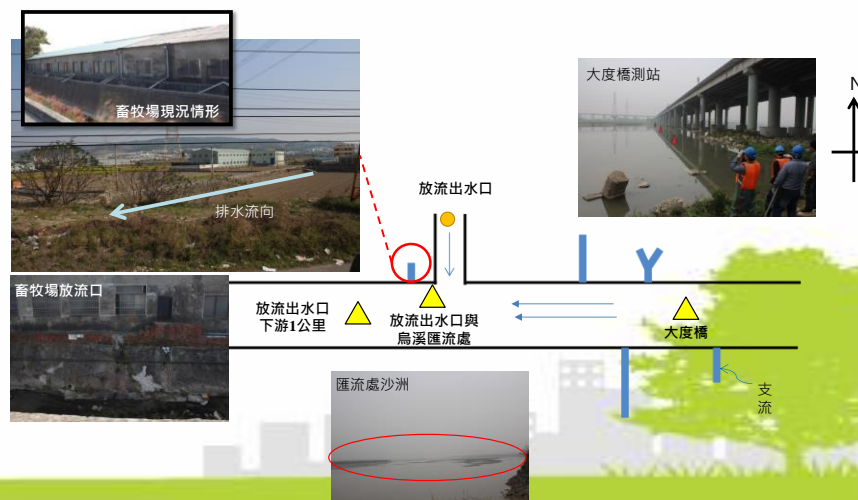 畜牧場現況情形
排水流向
大度橋測站
N
放流出水口
畜牧場放流口
放流出水口
下游1公里
放流出水口與
烏溪匯流處
大度橋
匯流處沙洲
支
流